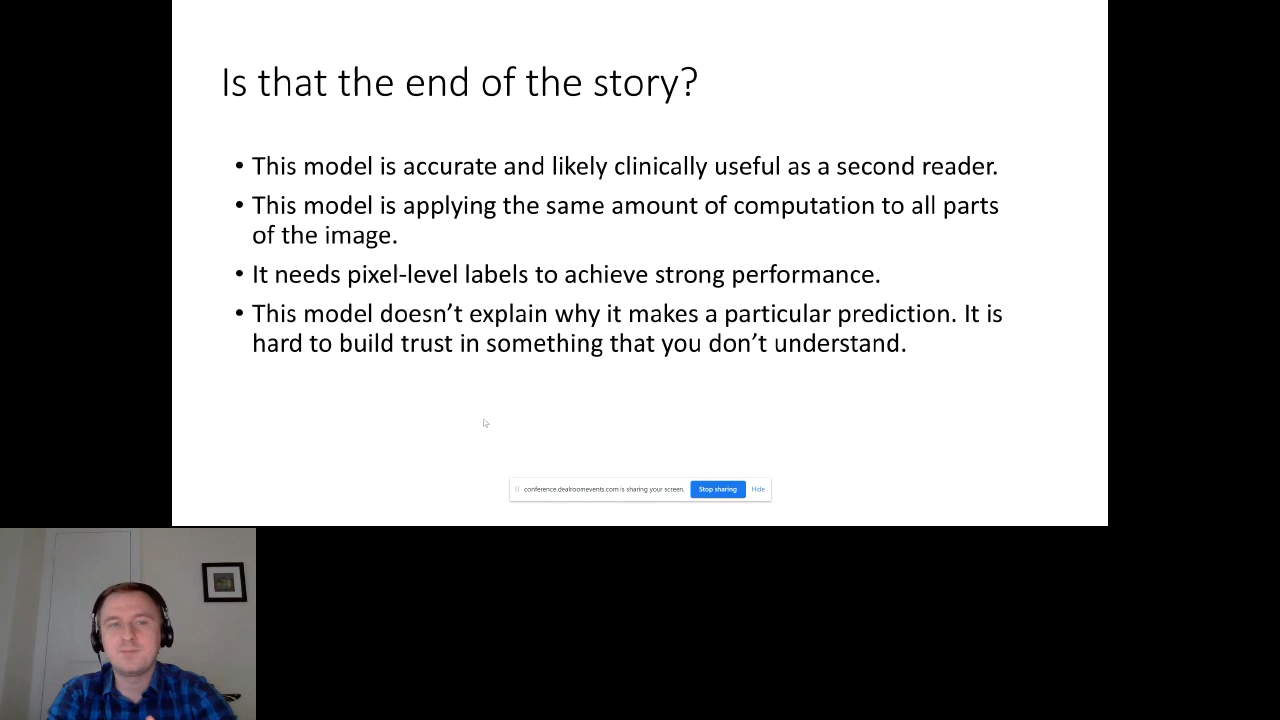 Is that the end of the story?
• This model is accurate and likely clinically useful as a second reader.
• This model is applying the same amount of computation to all parts
of the image.
• It needs pixel-level labels to achieve strong performance.
• This model doesn’t explain why it makes a particular prediction. It is
hard to build trust in something that you don’t understand.
conference.dealroomevents.com is sharing your screen. Stop sharing Hide